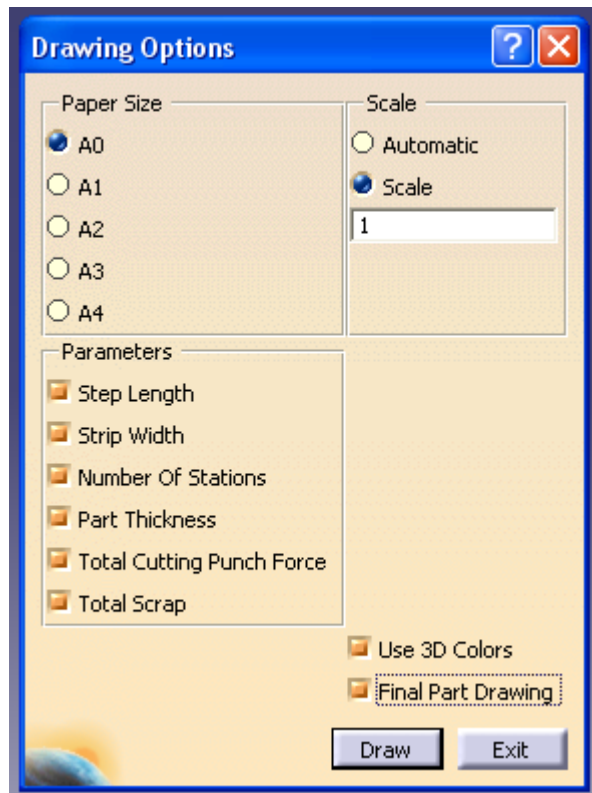 Drawing Options
Paper Size
A0
A1
A2
A3
A4
Scale
Automatic
Scale
1
Parameters
Step Length
Strip Width
Number Of Stations
Part Thickness
Total Cutting Punch Force
Total Scrap
Use 3D Colors
Final Part Drawing
Draw Exit